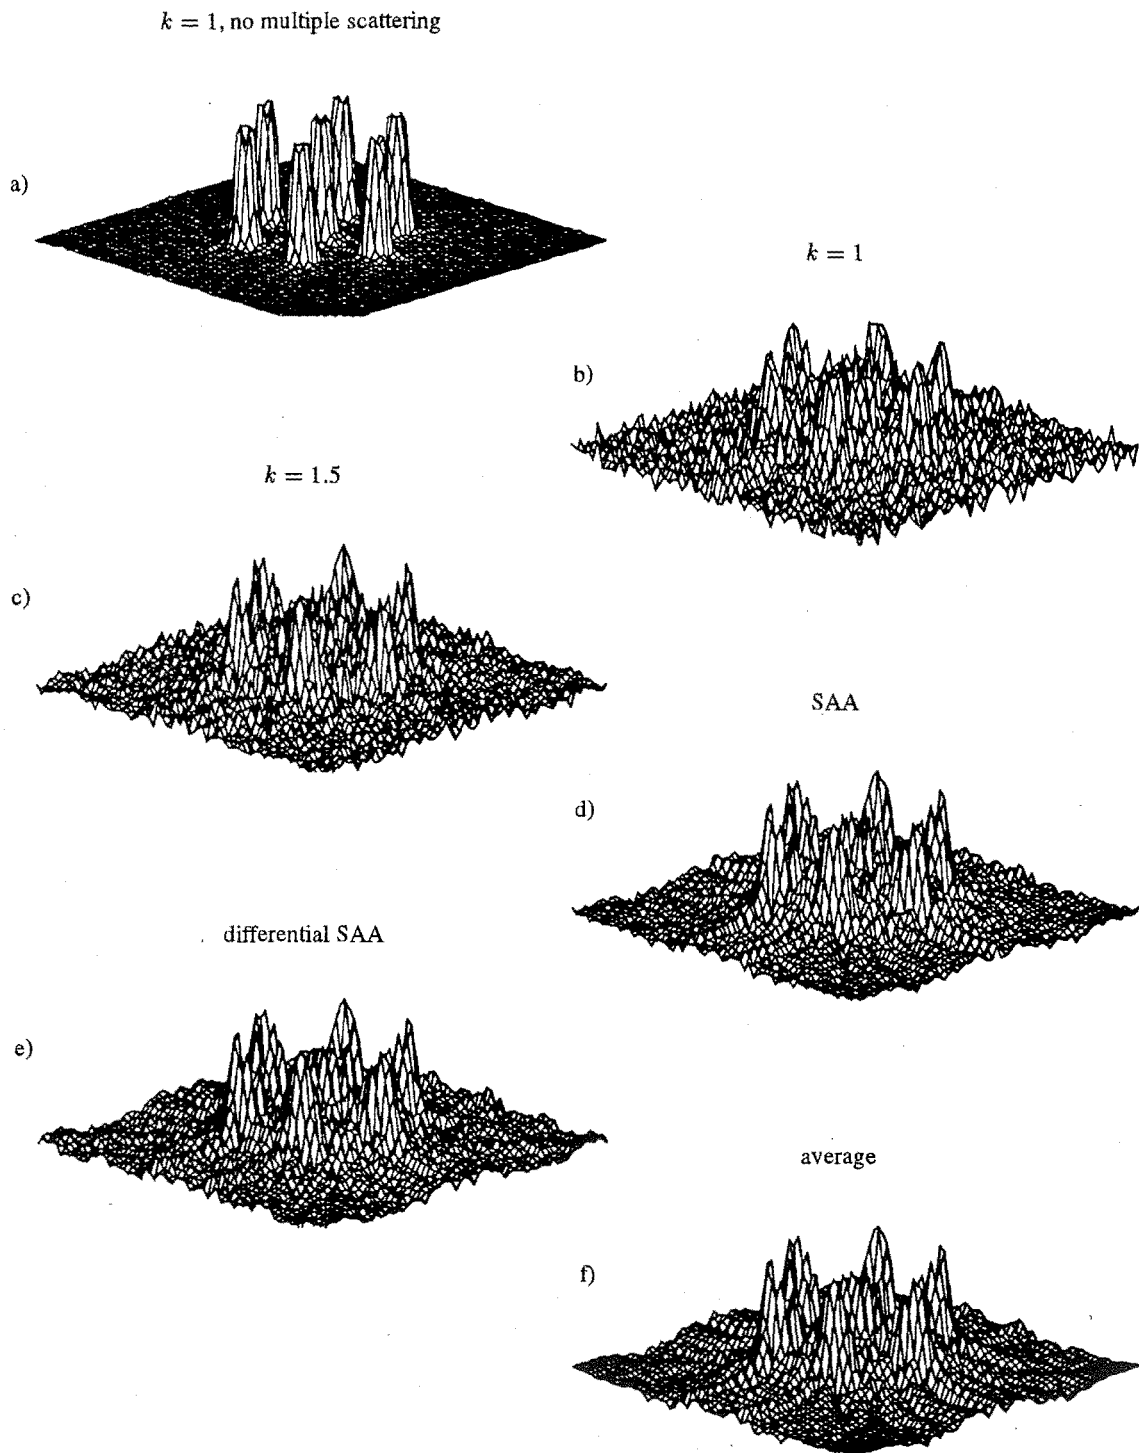 k = 1, no multiple scattering
a)
k = 1
b)
k = 1.5
c)
SAA
d)
differential SAA
e)
average
f)